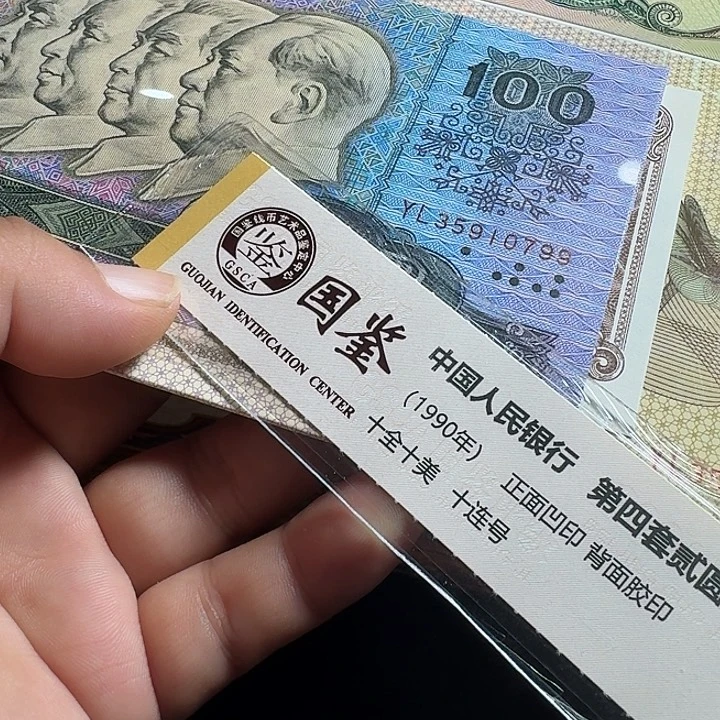 100
YL35910799
国鉴钱币艺术品鉴定中心
鉴
GSCA
国鉴
GUOJIAN IDENTIFICATION CENTER
中国人民银行 第四套贰圆
(1990年) 正面凹印 背面胶印
十全十美 十连号